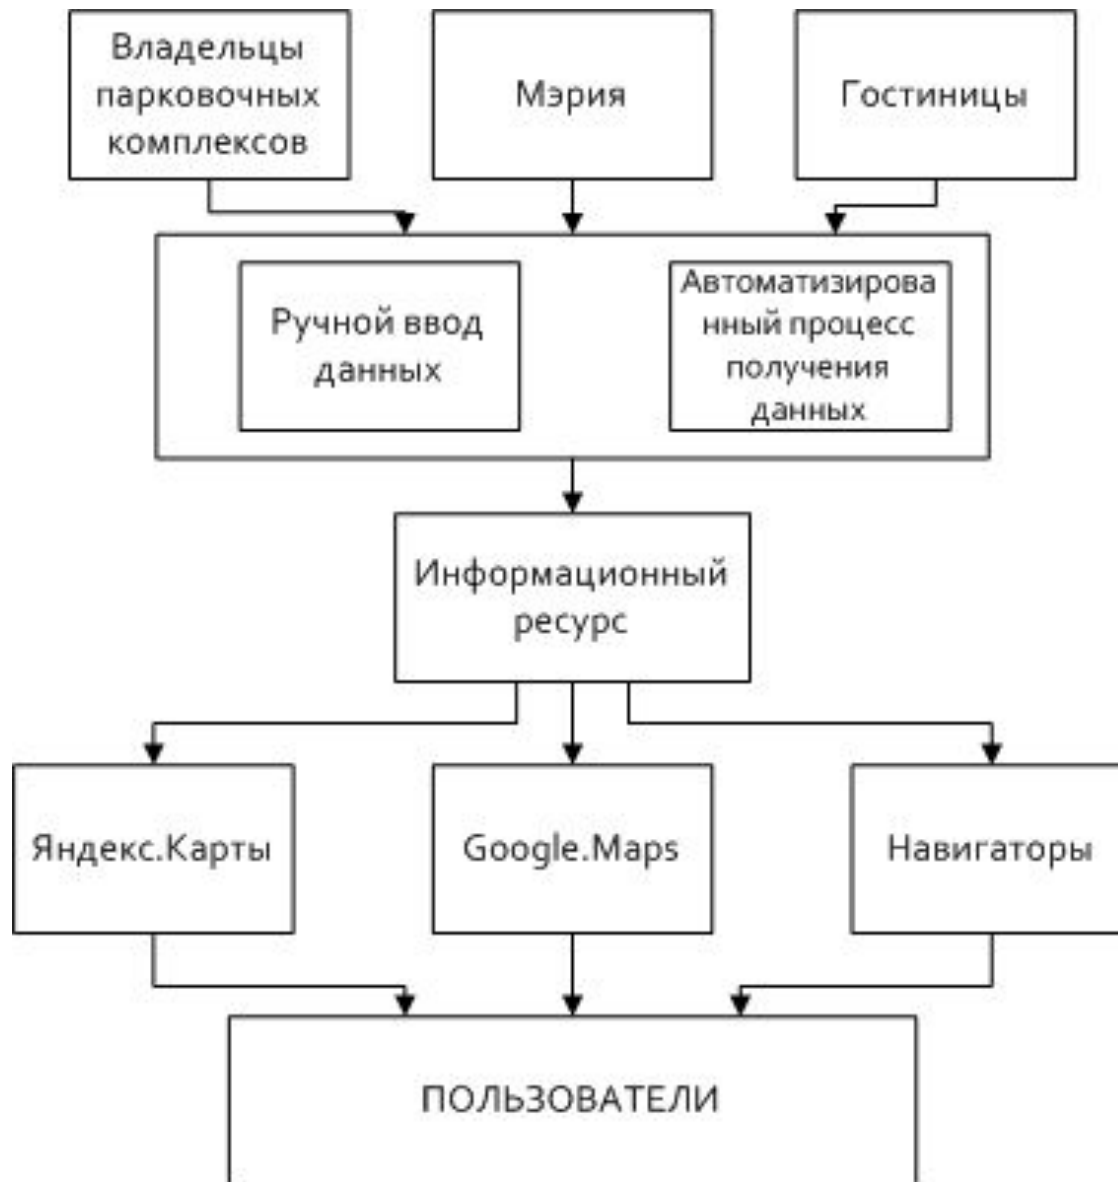 Владельцы
парковочных
комплексов
Мэрия
Гостиницы
Ручной ввод
данных
Автоматизирова
нный процесс
получения
данных
Информационный
ресурс
Яндекс.Карты
Google.Maps
Навигаторы
ПОЛЬЗОВАТЕЛИ